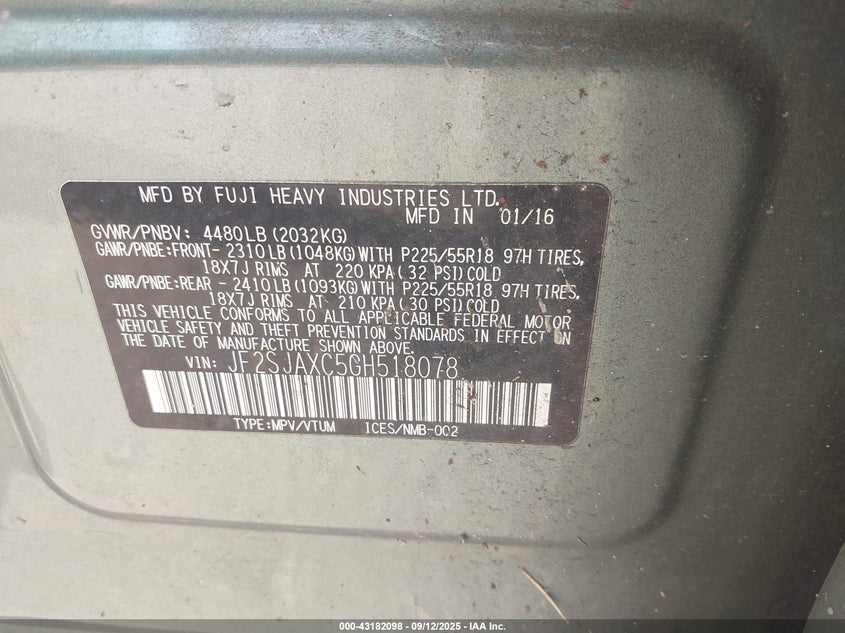 MFD BY FUJI HEAVY INDUSTRIES LTD.
MFD IN 01/16
GVWR/PNBV: 4480LB (2032KG)
GAWR/PNBE:FRONT- 2310LB (1048KG) WITH P225/55R18 97H TIRES,
18X7J RIMS AT 220 KPA ( 32 PSI) COLD
GAWR/PNBE:REAR - 2410LB (1093KG) WITH P225/55R18 97H TIRES,
18X7J RIMS AT 210 KPA ( 30 PSI) COLD
THIS VEHICLE CONFORMS TO ALL APPLICABLE FEDERAL MOTOR
VEHICLE SAFETY AND THEFT PREVENTION STANDARDS IN EFFECT ON
THE DATE OF MANUFACTURE SHOWN ABOVE.
VIN: JF2SJAXC5GH518078
TYPE:MPV/VTUM ICES/NMB-002
000-43182098 - 09/12/2025 - IAA Inc.